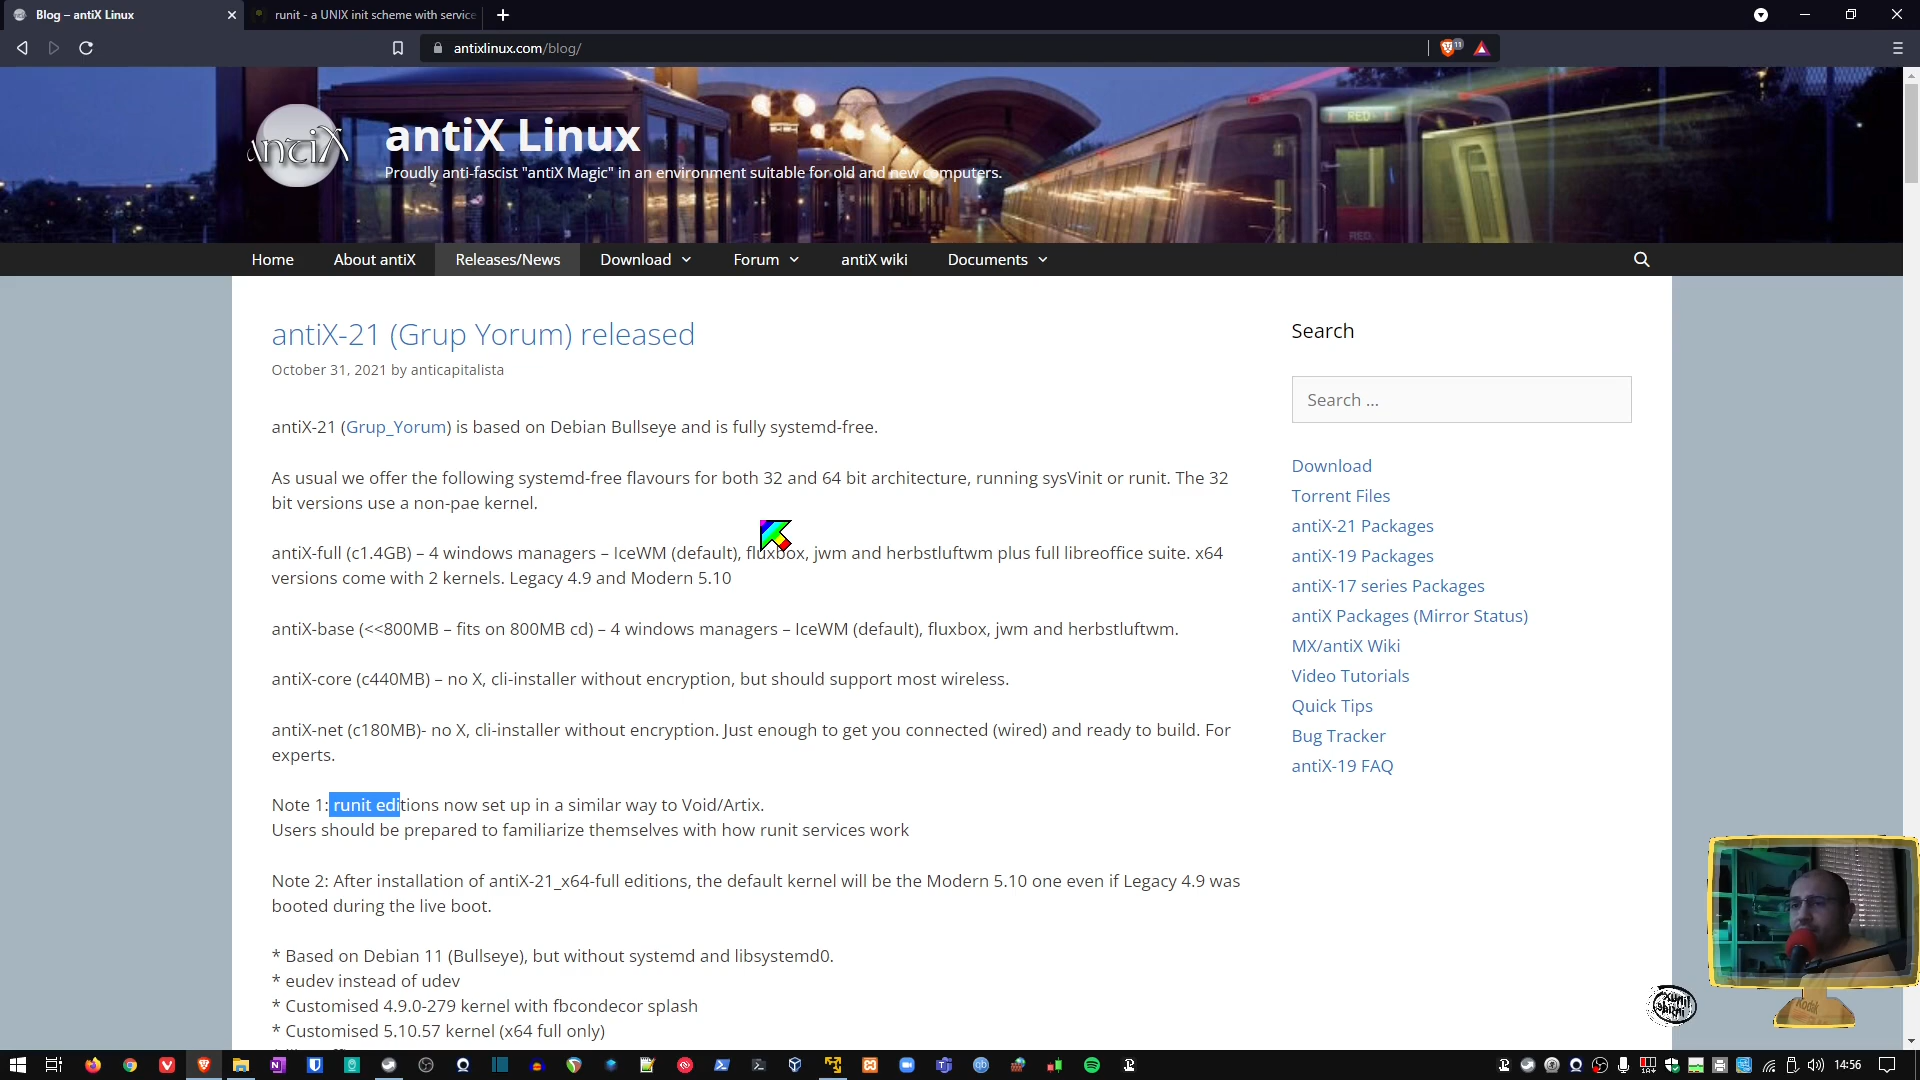 Blog – antiX Linux
runit - a UNIX init scheme with service
antixlinux.com/blog/
13
antiX
antiX Linux
Proudly anti-fascist "antiX Magic" in an environment suitable for old and new computers.
RED
RED
Home
About antiX
Releases/News
Download
Forum
antiX wiki
Documents
antiX-21 (Grup Yorum) released
October 31, 2021 by anticapitalista
antiX-21 (Grup_Yorum) is based on Debian Bullseye and is fully systemd-free.
As usual we offer the following systemd-free flavours for both 32 and 64 bit architecture, running sysVinit or runit. The 32
bit versions use a non-pae kernel.
antiX-full (c1.4GB) – 4 windows managers – IceWM (default), fluxbox, jwm and herbstluftwm plus full libreoffice suite. x64
versions come with 2 kernels. Legacy 4.9 and Modern 5.10
antiX-base (<<800MB – fits on 800MB cd) – 4 windows managers – IceWM (default), fluxbox, jwm and herbstluftwm.
antiX-core (c440MB) – no X, cli-installer without encryption, but should support most wireless.
antiX-net (c180MB)- no X, cli-installer without encryption. Just enough to get you connected (wired) and ready to build. For
experts.
Note 1: runit editions now set up in a similar way to Void/Artix.
Users should be prepared to familiarize themselves with how runit services work
Note 2: After installation of antiX-21_x64-full editions, the default kernel will be the Modern 5.10 one even if Legacy 4.9 was
booted during the live boot.
* Based on Debian 11 (Bullseye), but without systemd and libsystemd0.
* eudev instead of udev
* Customised 4.9.0-279 kernel with fbcondecor splash
* Customised 5.10.57 kernel (x64 full only)
Search
Search …
Download
Torrent Files
antiX-21 Packages
antiX-19 Packages
antiX-17 series Packages
antiX Packages (Mirror Status)
MX/antiX Wiki
Video Tutorials
Quick Tips
Bug Tracker
antiX-19 FAQ
Kodak
14:56